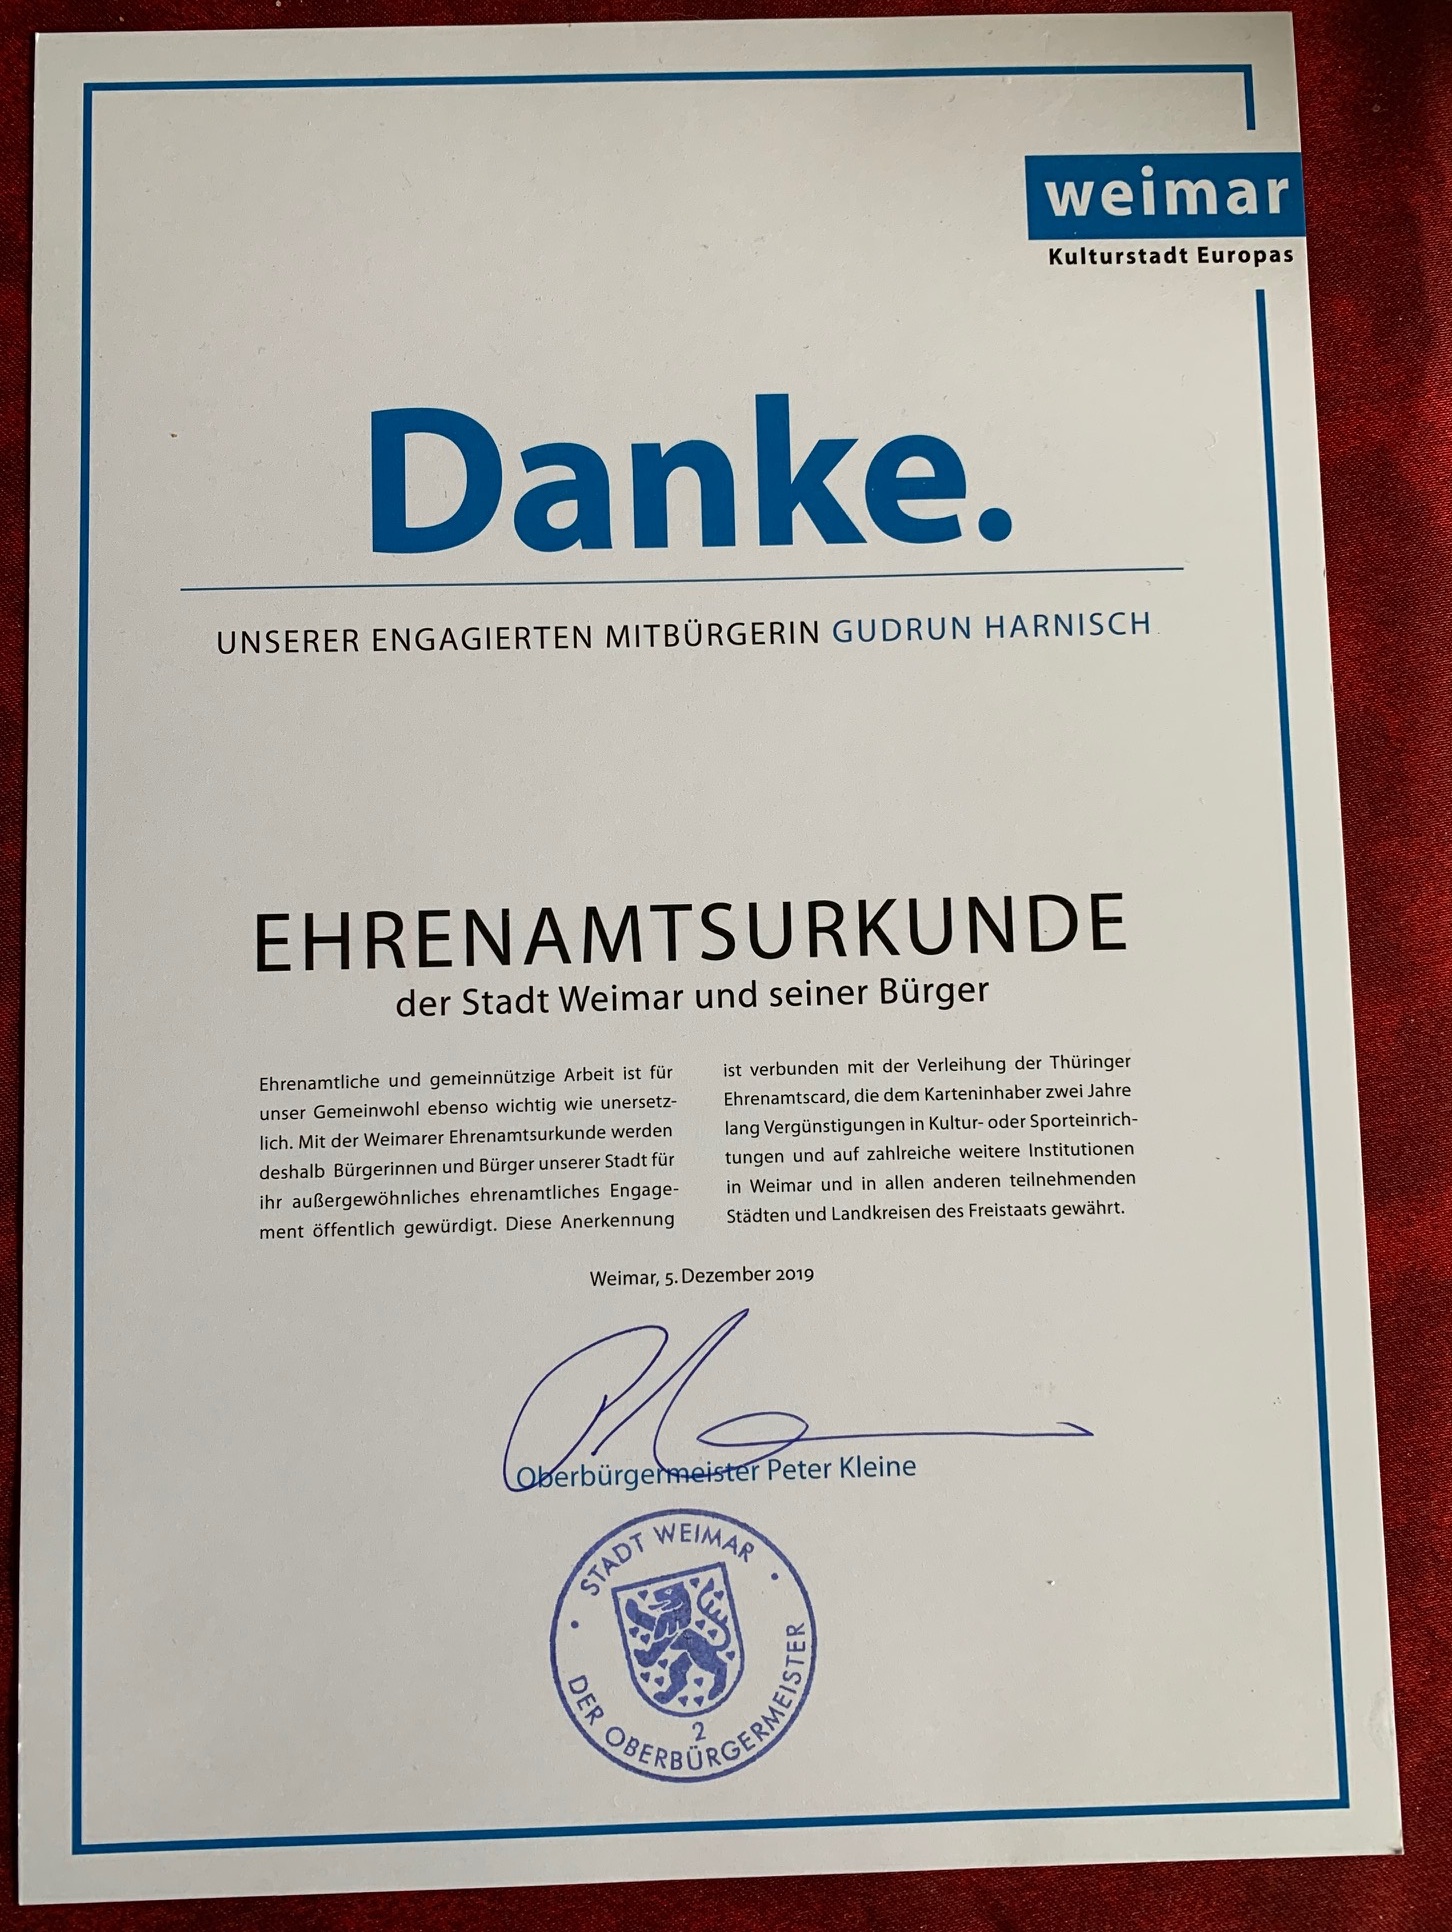 weimar
Kulturstadt Europas
Danke.
UNSERER ENGAGIERTEN MITBÜRGERIN GUDRUN HARNISCH
EHRENAMTSURKUNDE
der Stadt Weimar und seiner Bürger
Ehrenamtliche und gemeinnützige Arbeit ist für
unser Gemeinwohl ebenso wichtig wie unersetz-
lich. Mit der Weimarer Ehrenamtsurkunde werden
deshalb Bürgerinnen und Bürger unserer Stadt für
ihr außergewöhnliches ehrenamtliches Engage-
ment öffentlich gewürdigt. Diese Anerkennung
ist verbunden mit der Verleihung der Thüringer
Ehrenamtscard, die dem Karteninhaber zwei Jahre
lang Vergünstigungen in Kultur- oder Sporteinrich-
tungen und auf zahlreiche weitere Institutionen
in Weimar und in allen anderen teilnehmenden
Städten und Landkreisen des Freistaats gewährt.
Weimar, 5. Dezember 2019
Oberbürgermeister Peter Kleine
STADT WEIMAR
2
DER OBERBÜRGERMEISTER